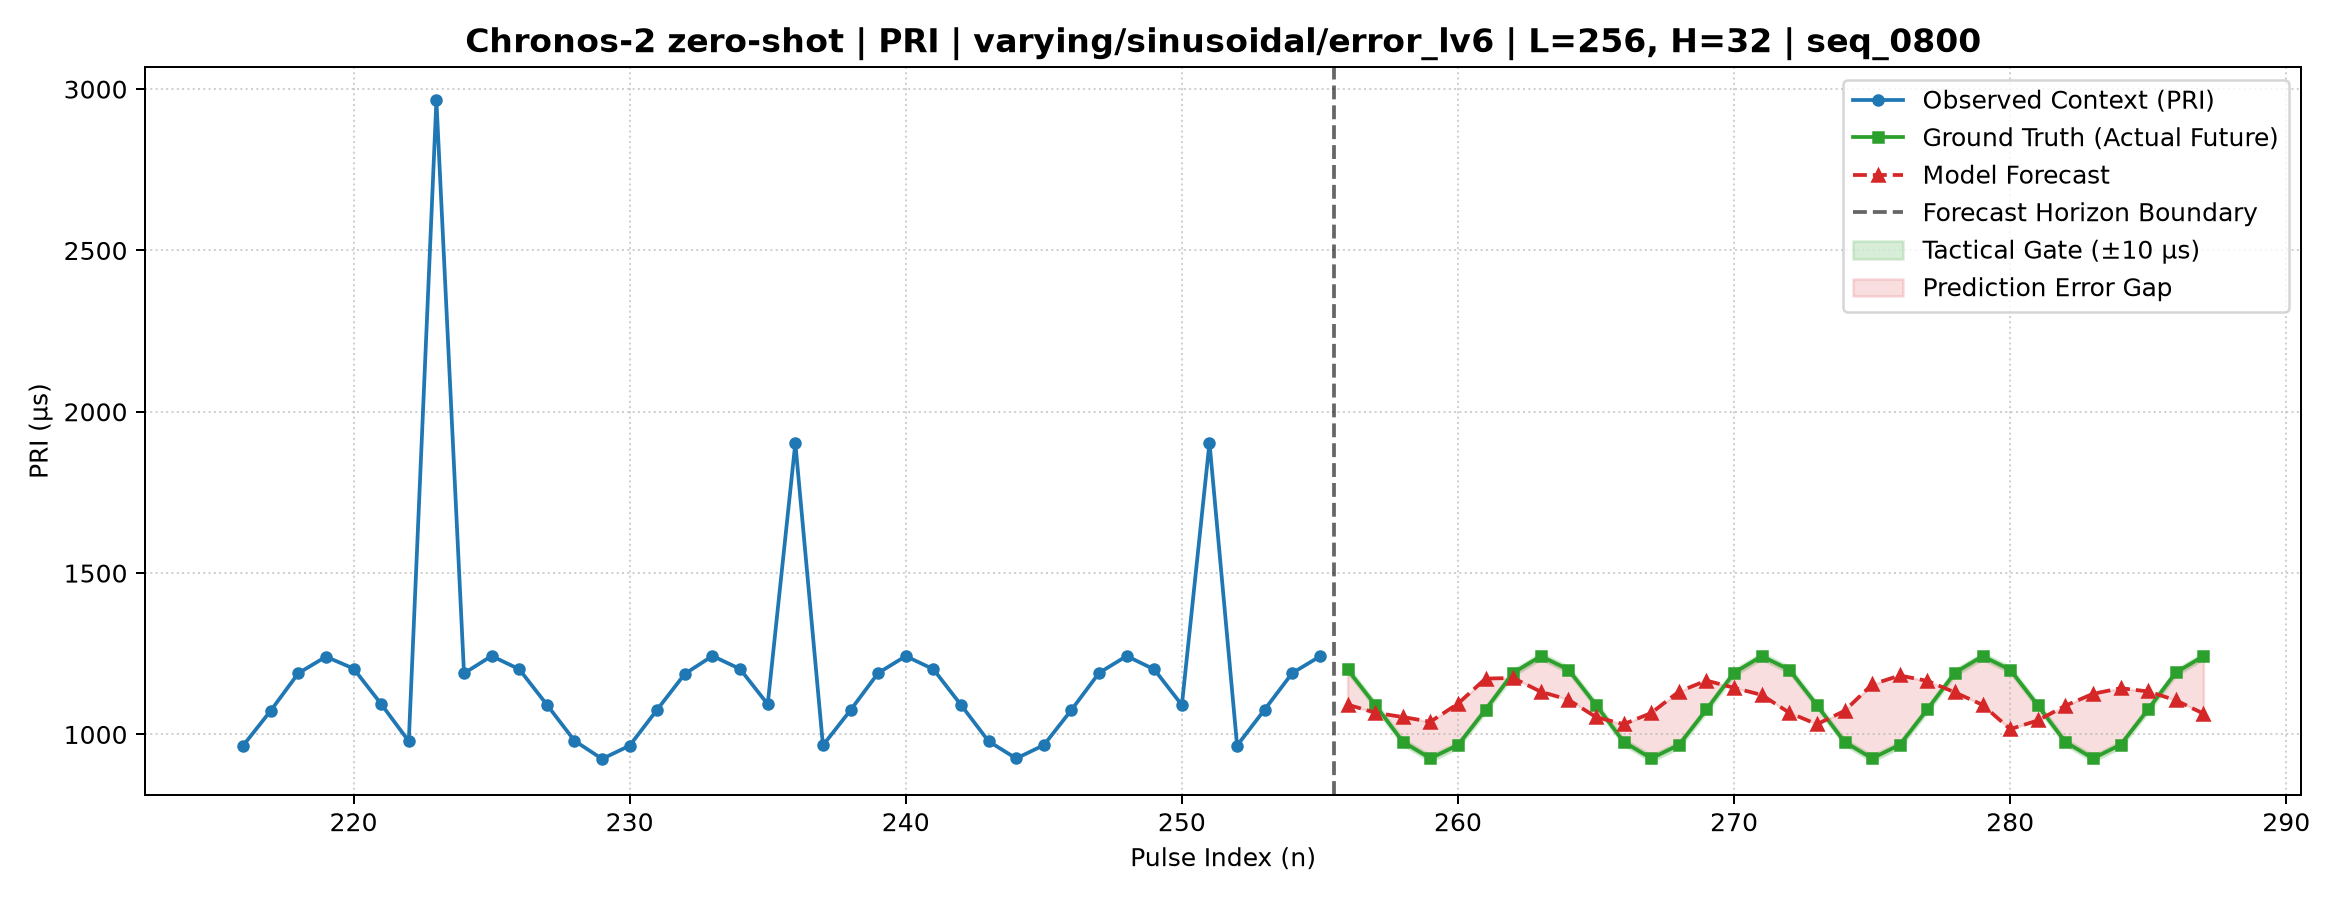 Chronos-2 zero-shot | PRI | varying/sinusoidal/error_lv6 | L=256, H=32 | seq_0800
3000
2500
2000
1500
1000
PRI (µs)
Observed Context (PRI)
Ground Truth (Actual Future)
Model Forecast
Forecast Horizon Boundary
Tactical Gate (±10 µs)
Prediction Error Gap
220
230
240
250
260
270
280
290
Pulse Index (n)